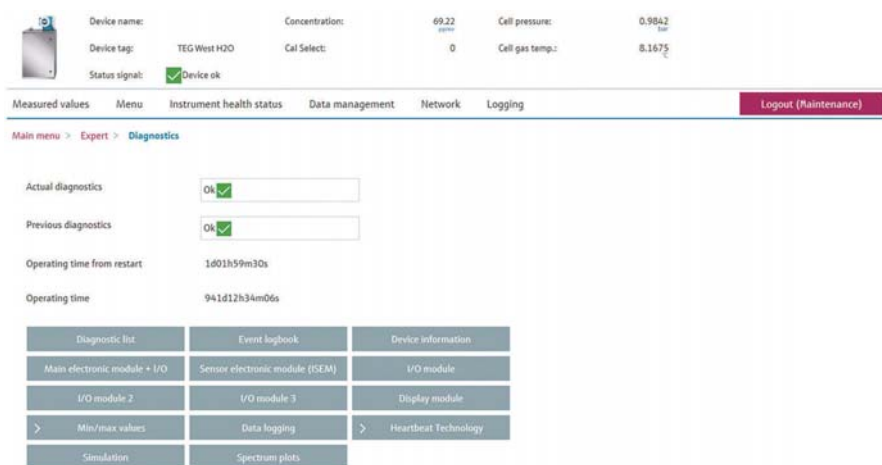 Device name: Concentration: 69.22 ppmv Cell pressure: 0.9842 bar
Device tag: TEG West H2O Cal Select: 0 Cell gas temp.: 8.1675 °C
Status signal: Device ok
Measured values Menu Instrument health status Data management Network Logging Logout (Maintenance)
Main menu > Expert > Diagnostics
Actual diagnostics Ok
Previous diagnostics Ok
Operating time from restart 1d01h59m30s
Operating time 941d12h34m06s
Diagnostic list Event logbook Device information
Main electronic module + I/O Sensor electronic module (ISEM) I/O module
I/O module 2 I/O module 3 Display module
> Min/max values Data logging > Heartbeat Technology
Simulation Spectrum plots